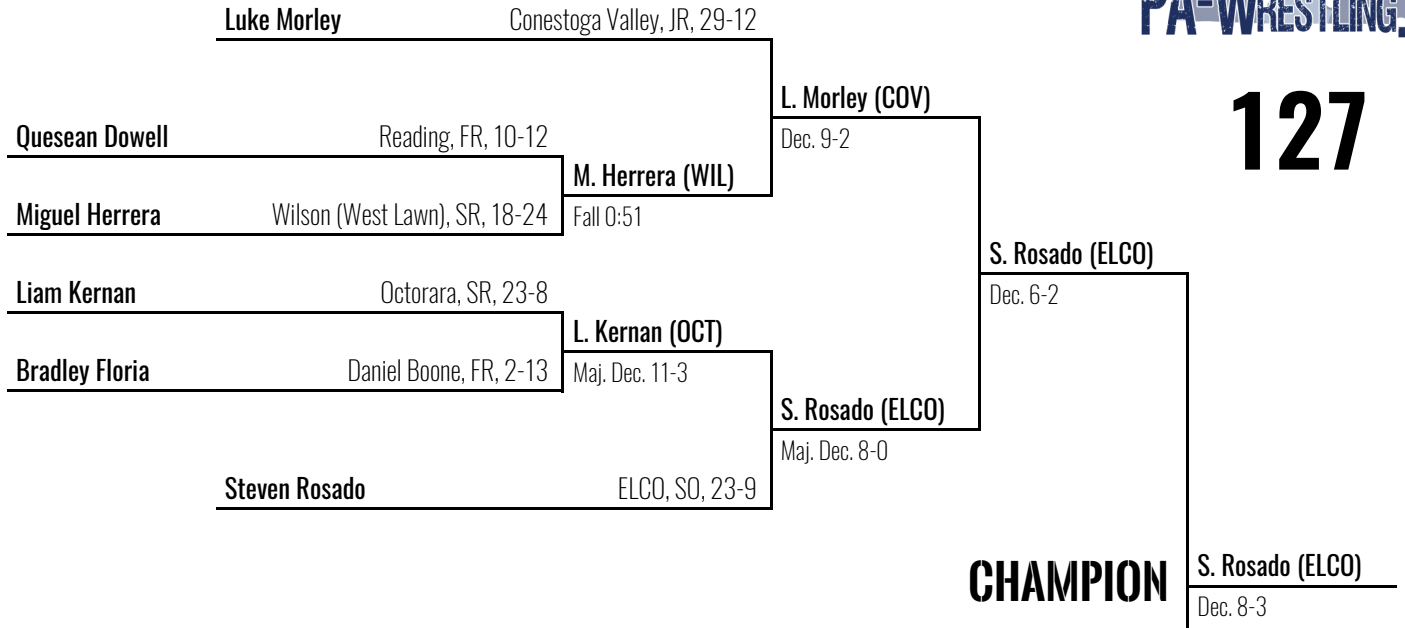 Luke Morley Conestoga Valley, JR, 29-12
PA-WRESTLING.
127
L. Morley (COV)
Dec. 9-2
Quesean Dowell Reading, FR, 10-12
M. Herrera (WIL)
Fall 0:51
Miguel Herrera Wilson (West Lawn), SR, 18-24
S. Rosado (ELCO)
Dec. 6-2
Liam Kernan Octorara, SR, 23-8
L. Kernan (OCT)
Maj. Dec. 11-3
Bradley Floria Daniel Boone, FR, 2-13
S. Rosado (ELCO)
Maj. Dec. 8-0
Steven Rosado ELCO, SO, 23-9
CHAMPION
S. Rosado (ELCO)
Dec. 8-3